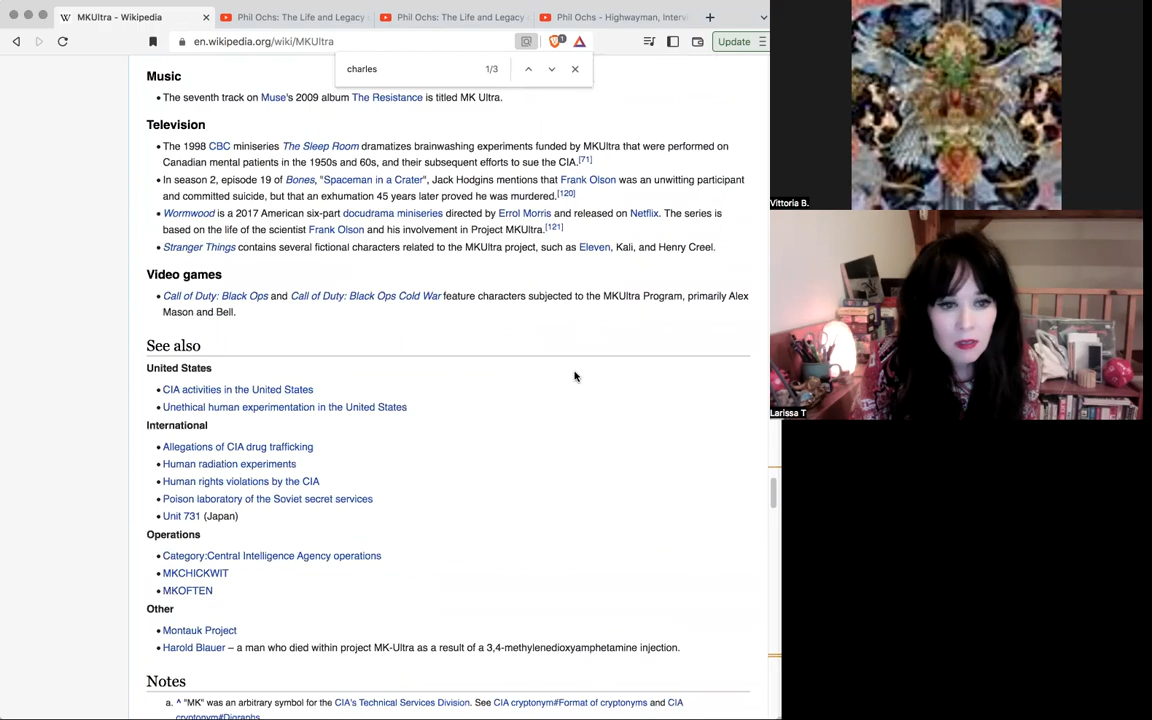 MKUltra - Wikipedia
Phil Ochs: The Life and Legacy
Phil Ochs: The Life and Legacy
Phil Ochs - Highwayman, Intervi
en.wikipedia.org/wiki/MKUltra
1
Update
charles
1/3
Music
• The seventh track on Muse's 2009 album The Resistance is titled MK Ultra.
Television
• The 1998 CBC miniseries The Sleep Room dramatizes brainwashing experiments funded by MKUltra that were performed on
Canadian mental patients in the 1950s and 60s, and their subsequent efforts to sue the CIA.[71]
• In season 2, episode 19 of Bones, "Spaceman in a Crater", Jack Hodgins mentions that Frank Olson was an unwitting participant
and committed suicide, but that an exhumation 45 years later proved he was murdered.[120]
• Wormwood is a 2017 American six-part docudrama miniseries directed by Errol Morris and released on Netflix. The series is
based on the life of the scientist Frank Olson and his involvement in Project MKUltra.[121]
• Stranger Things contains several fictional characters related to the MKUltra project, such as Eleven, Kali, and Henry Creel.
Video games
• Call of Duty: Black Ops and Call of Duty: Black Ops Cold War feature characters subjected to the MKUltra Program, primarily Alex
Mason and Bell.
See also
United States
• CIA activities in the United States
• Unethical human experimentation in the United States
International
• Allegations of CIA drug trafficking
• Human radiation experiments
• Human rights violations by the CIA
• Poison laboratory of the Soviet secret services
• Unit 731 (Japan)
Operations
• Category:Central Intelligence Agency operations
• MKCHICKWIT
• MKOFTEN
Other
• Montauk Project
• Harold Blauer – a man who died within project MK-Ultra as a result of a 3,4-methylenedioxyamphetamine injection.
Notes
a. ^ "MK" was an arbitrary symbol for the CIA's Technical Services Division. See CIA cryptonym#Format of cryptonyms and CIA
cryptonym#Digraphs
Vittoria B.
Larissa T